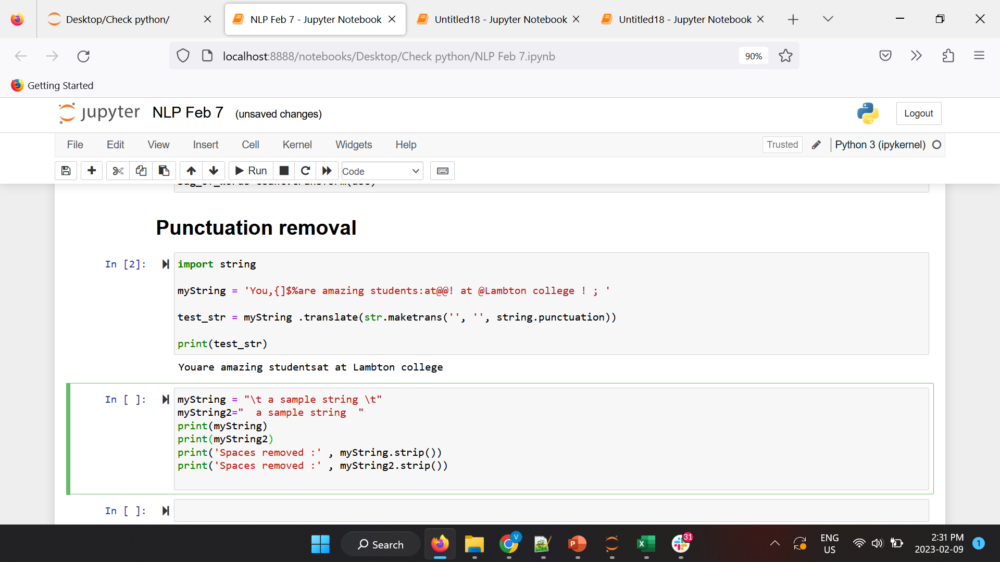 Desktop/Check python/
NLP Feb 7 - Jupyter Notebook
Untitled18 - Jupyter Notebook
Untitled18 - Jupyter Notebook
localhost:8888/notebooks/Desktop/Check python/NLP Feb 7.ipynb
90%
Getting Started
jupyter NLP Feb 7 (unsaved changes)
Logout
File Edit View Insert Cell Kernel Widgets Help
Trusted
Python 3 (ipykernel)
Run
Code
Punctuation removal
In [2]:
import string
myString = 'You,{]$%are amazing students:at@@! at @Lambton college ! ; '
test_str = myString .translate(str.maketrans('', '', string.punctuation))
print(test_str)
Youare amazing studentsat at Lambton college
In [ ]:
myString = "\t a sample string \t"
myString2="  a sample string  "
print(myString)
print(myString2)
print('Spaces removed :' , myString.strip())
print('Spaces removed :' , myString2.strip())
In [ ]:
Search
V
P
X
31
ENG
US
2:31 PM
2023-02-09
1